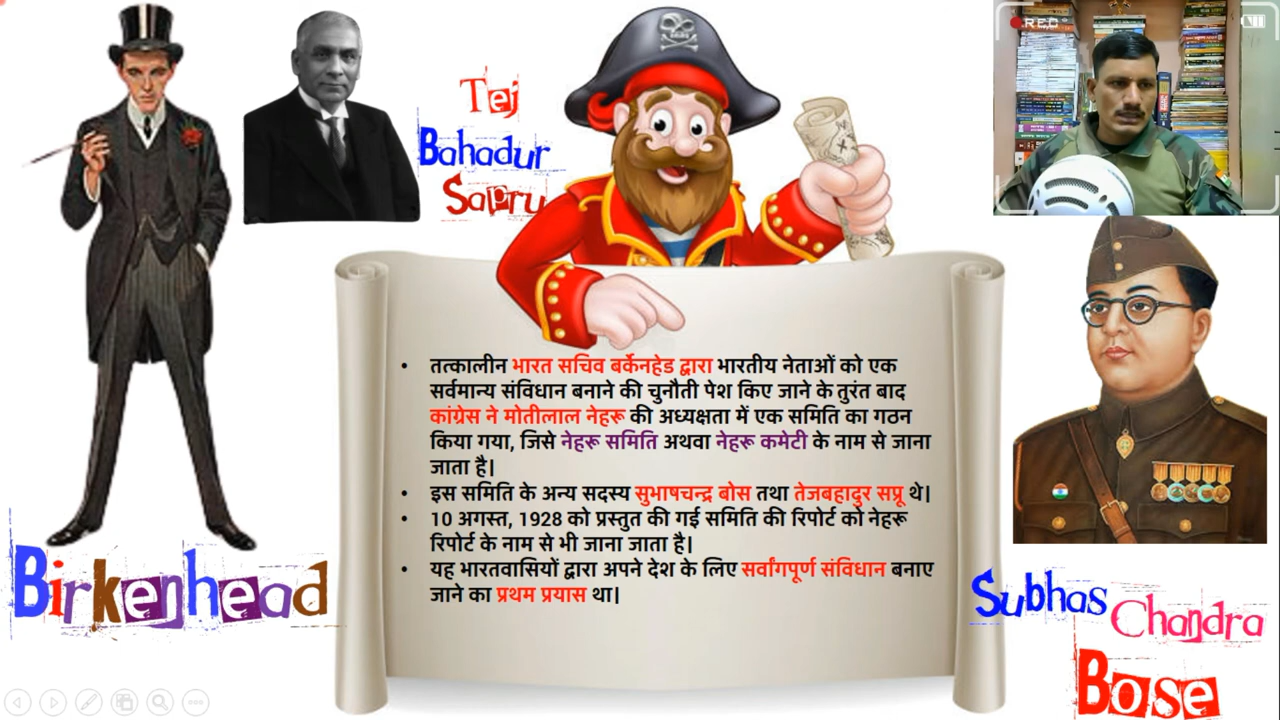 REC
Tej
Bahadur
Sapru
• तत्कालीन भारत सचिव बर्केनहेड द्वारा भारतीय नेताओं को एक
सर्वमान्य संविधान बनाने की चुनौती पेश किए जाने के तुरंत बाद
कांग्रेस ने मोतीलाल नेहरू की अध्यक्षता में एक समिति का गठन
किया गया, जिसे नेहरू समिति अथवा नेहरू कमेटी के नाम से जाना
जाता है।
• इस समिति के अन्य सदस्य सुभाषचन्द्र बोस तथा तेजबहादुर सप्रू थे।
• 10 अगस्त, 1928 को प्रस्तुत की गई समिति की रिपोर्ट को नेहरू
रिपोर्ट के नाम से भी जाना जाता है।
• यह भारतवासियों द्वारा अपने देश के लिए सर्वांगपूर्ण संविधान बनाए
जाने का प्रथम प्रयास था।
Birkenhead
Subhas
Chandra
Bose